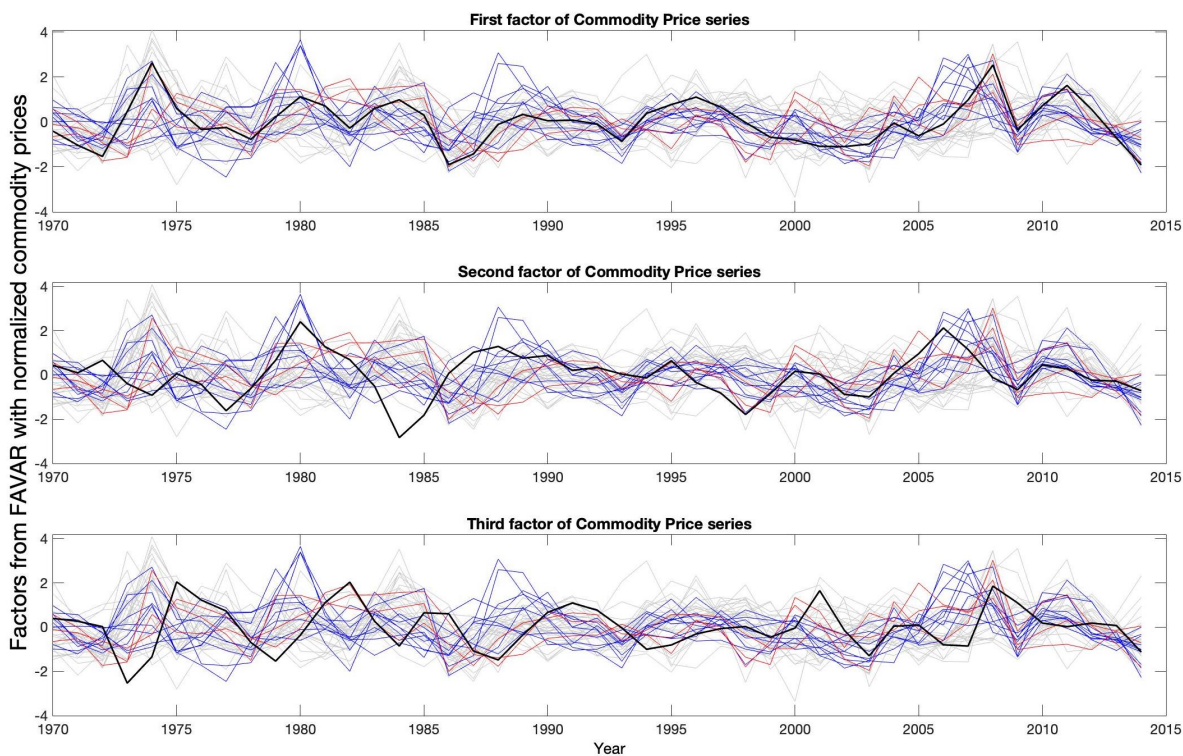 Factors from FAVAR with normalized commodity prices
First factor of Commodity Price series
4
2
0
-2
-4
1970 1975 1980 1985 1990 1995 2000 2005 2010 2015
Second factor of Commodity Price series
4
2
0
-2
-4
1970 1975 1980 1985 1990 1995 2000 2005 2010 2015
Third factor of Commodity Price series
4
2
0
-2
-4
1970 1975 1980 1985 1990 1995 2000 2005 2010 2015
Year